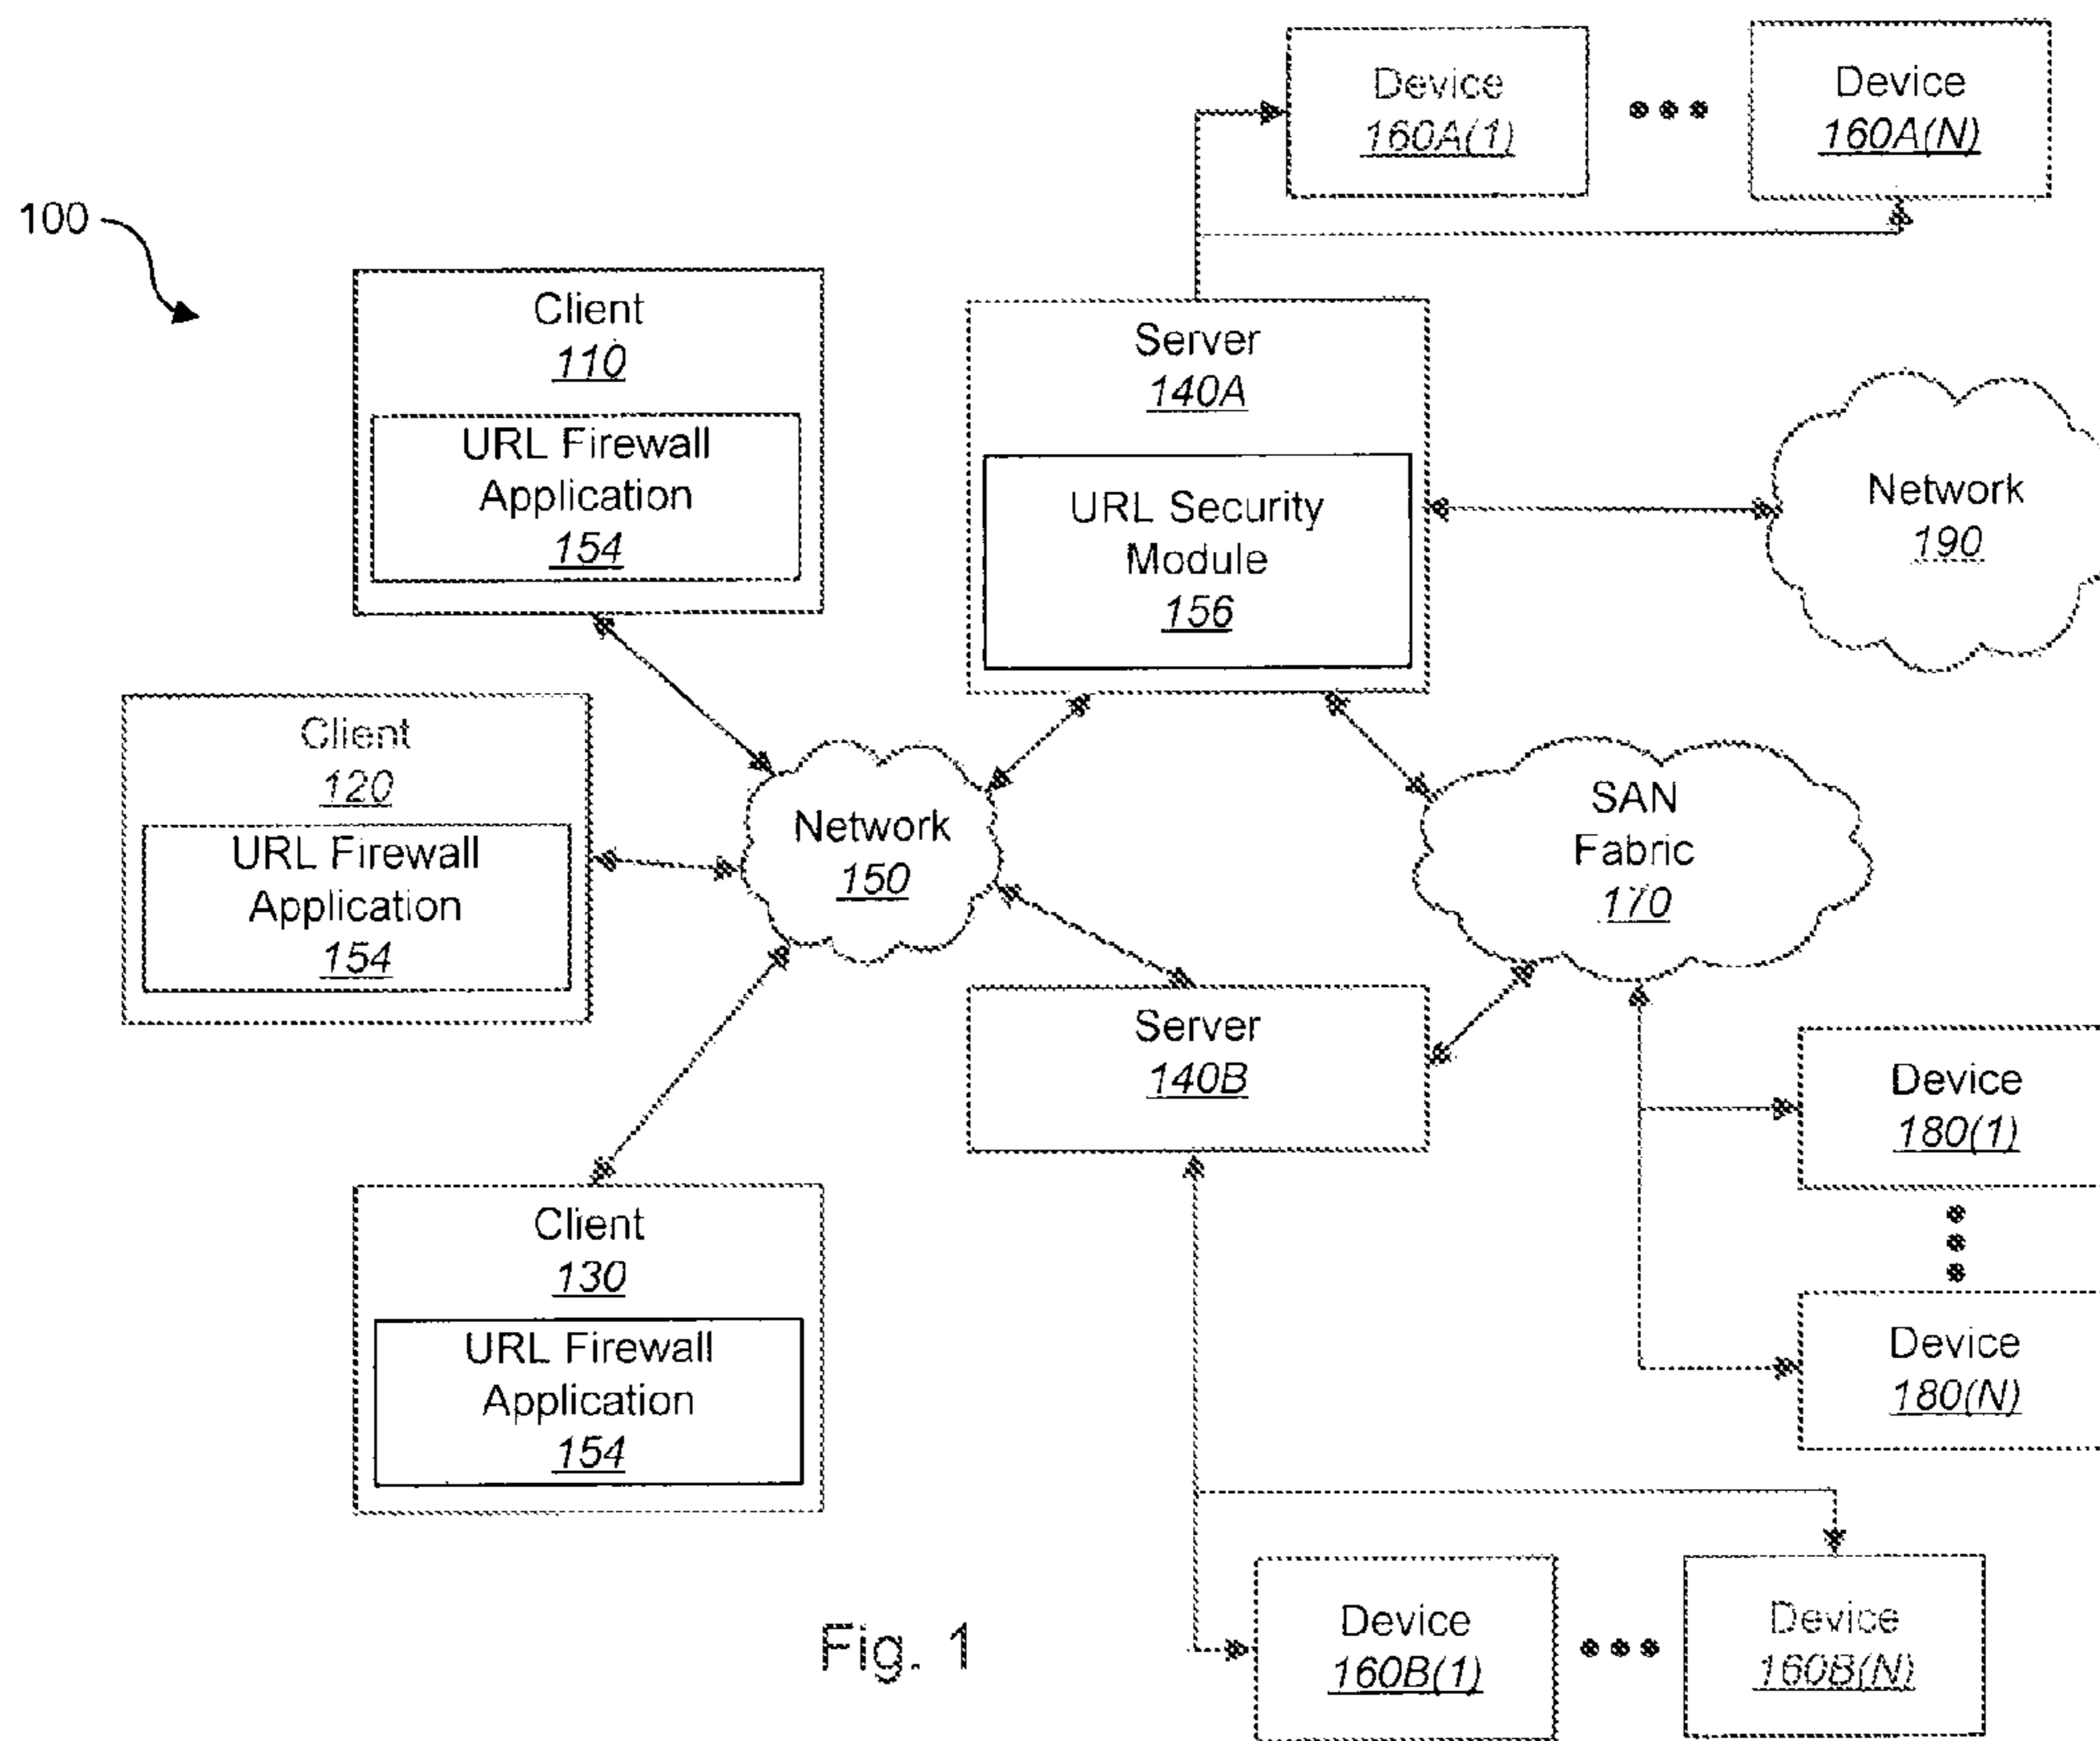 100
Device
160A(1)
Device
160A(N)
Client
110
URL Firewall
Application
154
Server
140A
URL Security
Module
156
Network
190
Client
120
URL Firewall
Application
154
Network
150
SAN
Fabric
170
Server
140B
Device
180(1)
Device
180(N)
Client
130
URL Firewall
Application
154
Device
160B(1)
Device
160B(N)
Fig. 1